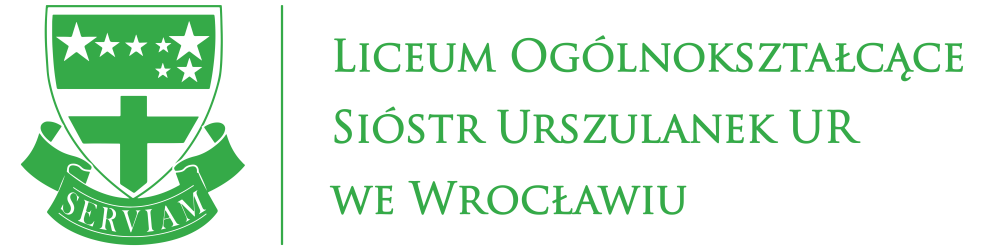 SERVIAM
Liceum Ogólnokształcące
Sióstr Urszulanek UR
we Wrocławiu